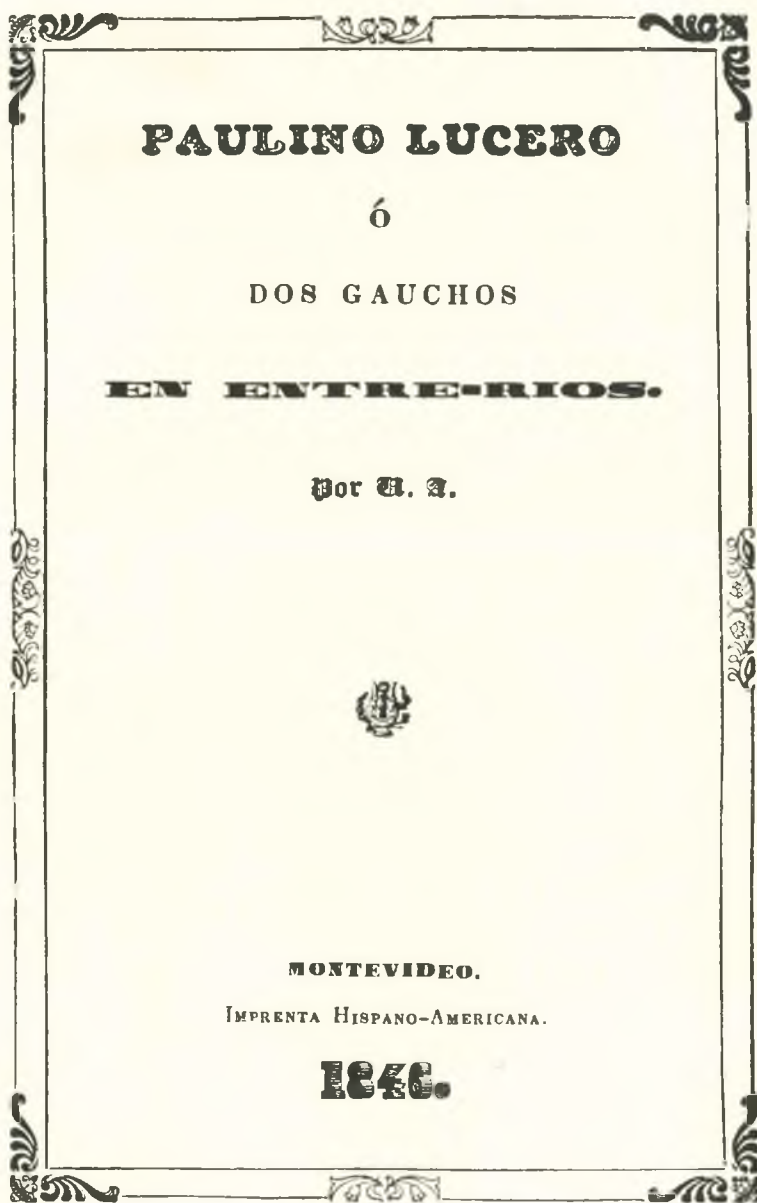 PAULINO LUCERO
ó
DOS GAUCHOS
EN ENTRE-RIOS.
Por H. A.
MONTEVIDEO.
IMPRENTA HISPANO-AMERICANA.
1846.